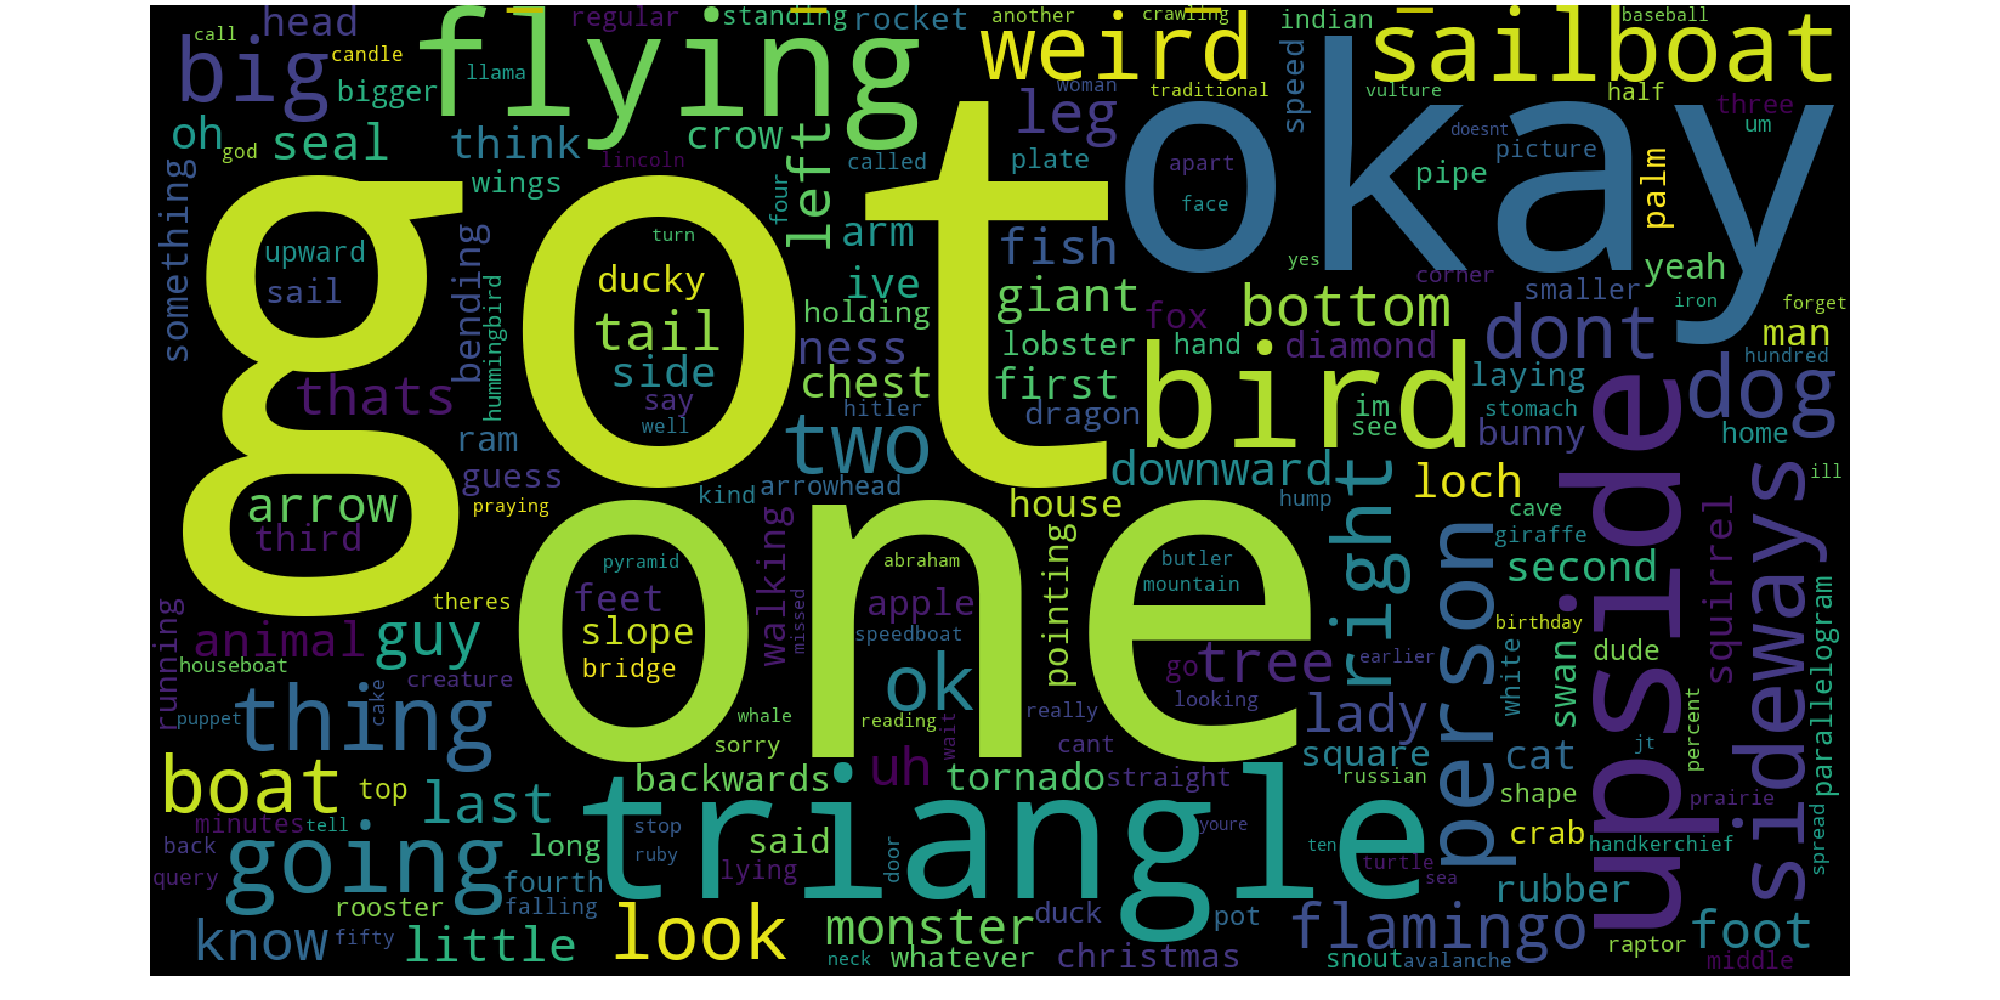 got
okay
one
triangle
flying
bird
upside
sailboat
weird
sideways
person
thing
going
boat
big
dog
right
two
look
flamingo
tree
know
dont
lady
last
little
guy
monster
foot
bottom
giant
fish
leg
left
seal
think
crow
head
oh
bigger
call
candle
llama
regular
standing
rocket
another
crawling
indian
baseball
speed
half
three
um
woman
traditional
vulture
doesnt
picture
pipe
palm
god
lincoln
called
plate
apart
face
four
wings
something
upward
sail
bending
hummingbird
turn
ducky
tail
side
say
well
arm
ive
holding
ness
chest
hitler
lobster
first
dragon
fox
hand
diamond
yes
corner
smaller
yeah
iron
forget
man
hundred
laying
im
see
stomach
bunny
home
thats
ram
guess
praying
arrow
third
kind
arrowhead
house
downward
hump
loch
cave
giraffe
second
squirrel
ill
parallelogram
pyramid
feet
slope
bridge
walking
missed
abraham
apple
speedboat
ok
pointing
butler
mountain
go
looking
earlier
birthday
white
swan
dude
percent
jt
theres
animal
running
houseboat
creature
puppet
cake
whale
reading
wait
really
sorry
cant
backwards
uh
tornado
straight
square
russian
cat
shape
prairie
crab
handkerchief
spread
top
minutes
tell
back
query
long
stop
ruby
said
lying
door
youre
ten
turtle
sea
rubber
fourth
falling
rooster
fifty
duck
pot
neck
whatever
christmas
snout
avalanche
raptor
middle